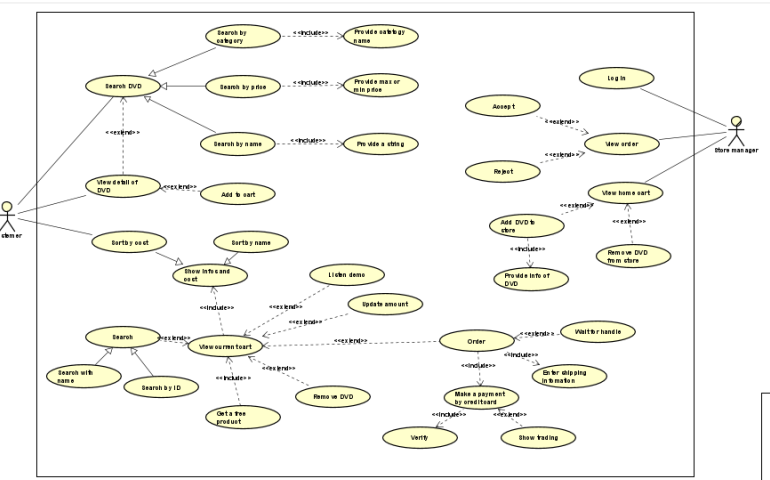 Search by
category
<<include>>
Provide catetogy
name
Search DVD
Search by price
<<include>>
Provide max or
min price
Log In
Accept
<<extend>>
<<extend>>
Search by name
<<include>>
Provide a string
View order
Store manager
<<extend>>
Reject
View detail of
DVD
<<extend>>
Add to cart
View home cart
<<extend>>
stomer
Add DVD to
store
<<extend>>
Sort by cost
Sort by name
<<include>>
Remove DVD
from store
Show infos and
cost
Listen demo
Provide info of
DVD
<<include>>
<<extend>>
Update amount
<<extend>>
Search
<<extend>>
View current cart
<<extend>>
Order
<<extend>>
Wait for handle
<<include>>
Search with
name
Search by ID
<<include>>
<<extend>>
<<include>>
Enter shipping
infomation
Remove DVD
Make a payment
by credit card
Get a free
product
<<include>>
<<extend>>
Verify
Show trading